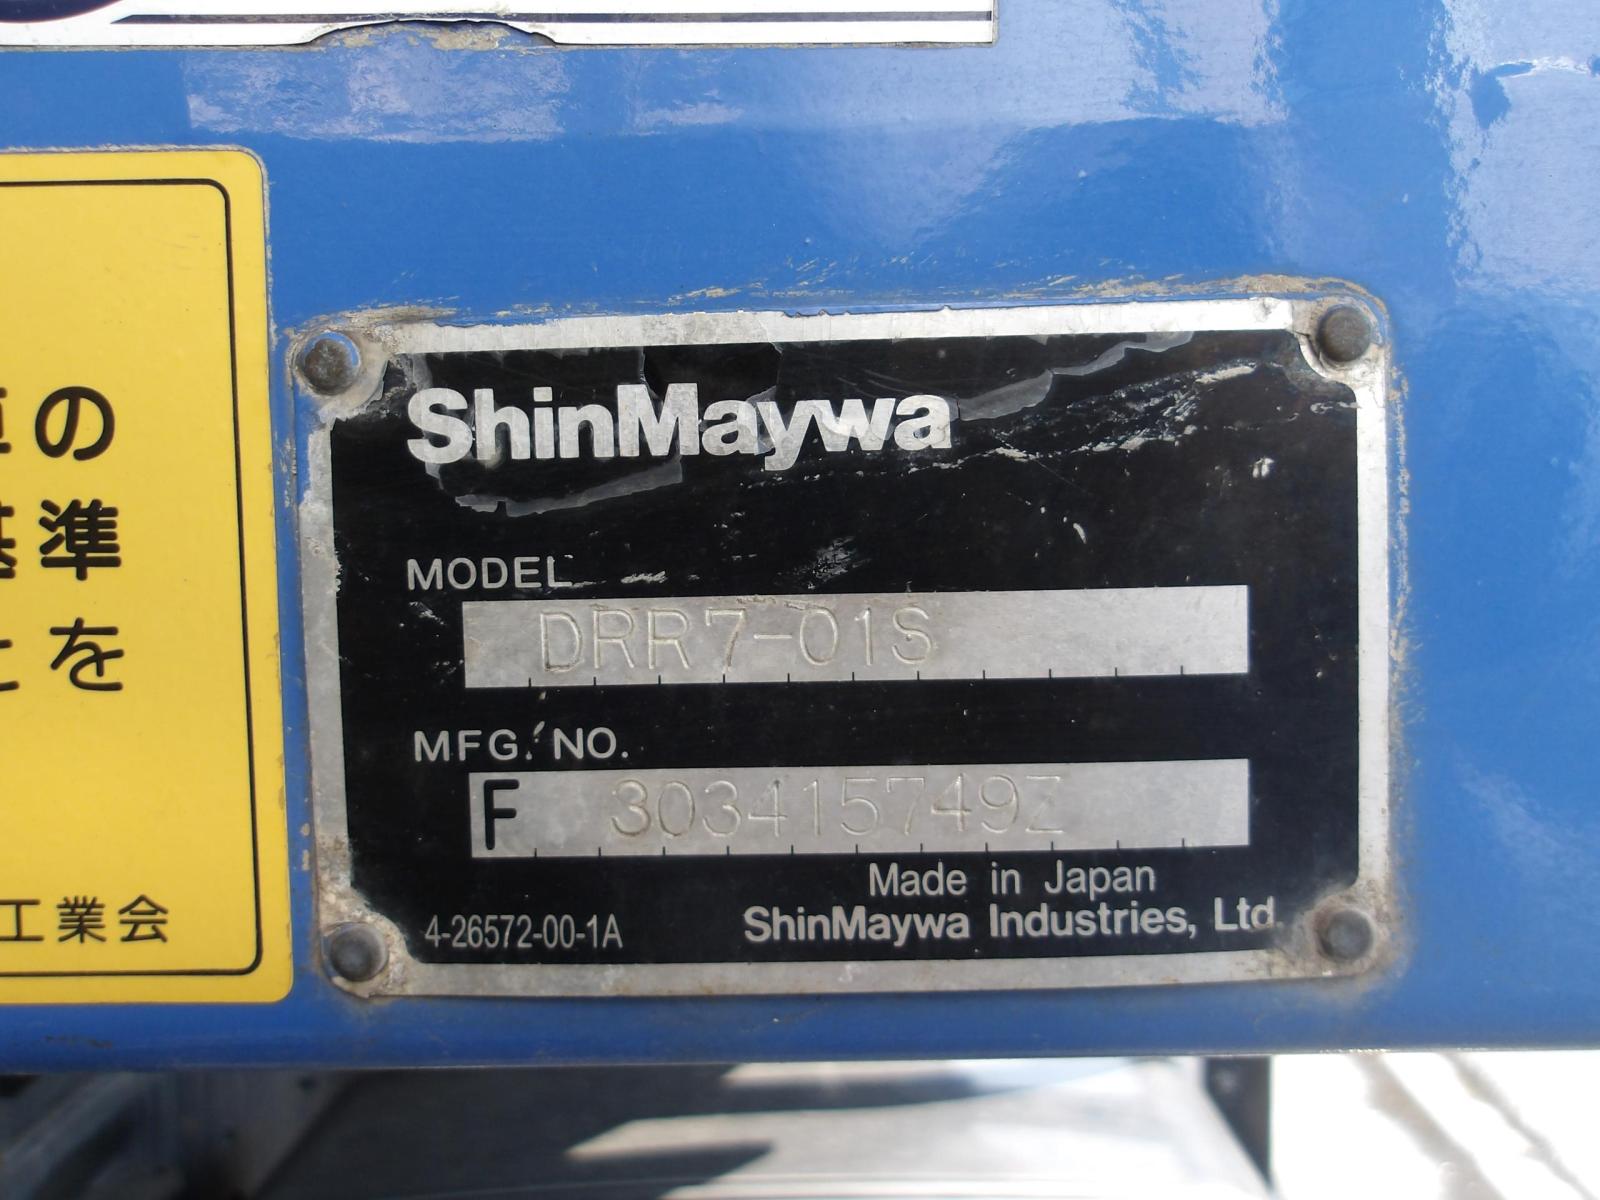 の
基準
を
工業会
ShinMaywa
MODEL
DRR7-01S
MFG. NO.
F 303415749Z
Made in Japan
4-26572-00-1A
ShinMaywa Industries, Ltd.